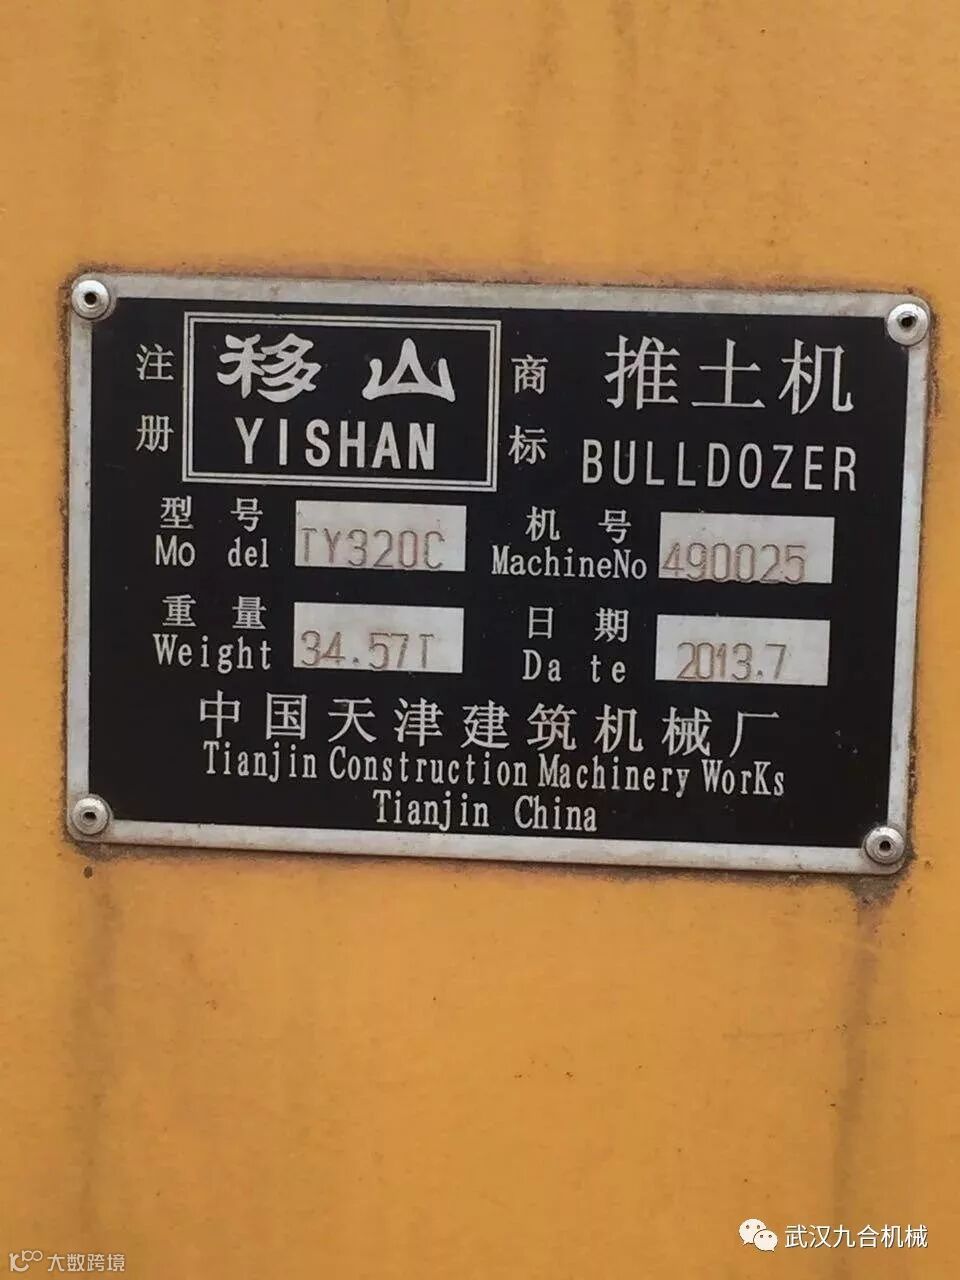 注册 移山 商标 推土机
YISHAN BULLDOZER
型号 机号
Mo del TY320C MachineNo 490025
重量 日期
Weight 34.57T Da te 2013.7
中国天津建筑机械厂
Tianjin Construction Machinery WorKs
Tianjin China
武汉九合机械
大数跨境